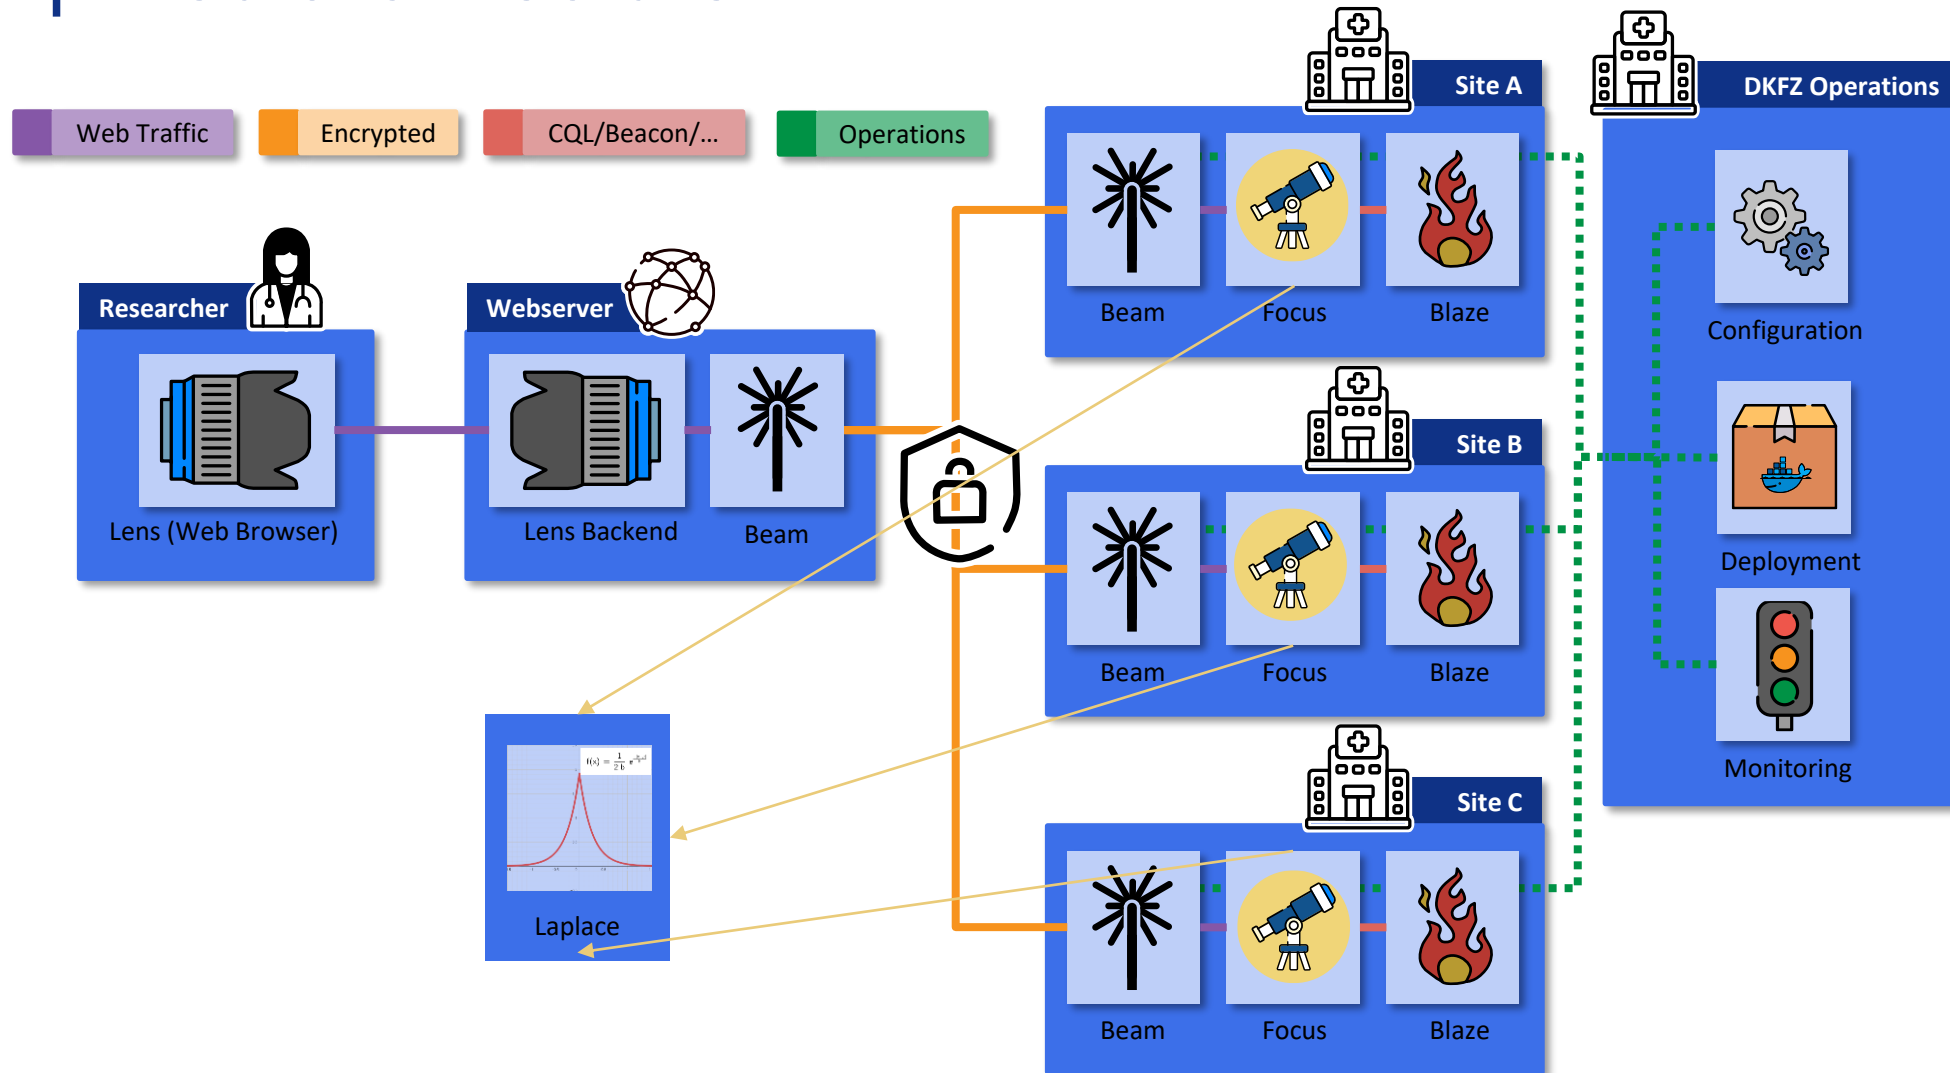 Web Traffic
Encrypted
CQL/Beacon/...
Operations
Site A
DKFZ Operations
Beam
Focus
Blaze
Configuration
Researcher
Webserver
Lens (Web Browser)
Lens Backend
Beam
Site B
Beam
Focus
Blaze
Deployment
Monitoring
Laplace
Site C
Beam
Focus
Blaze